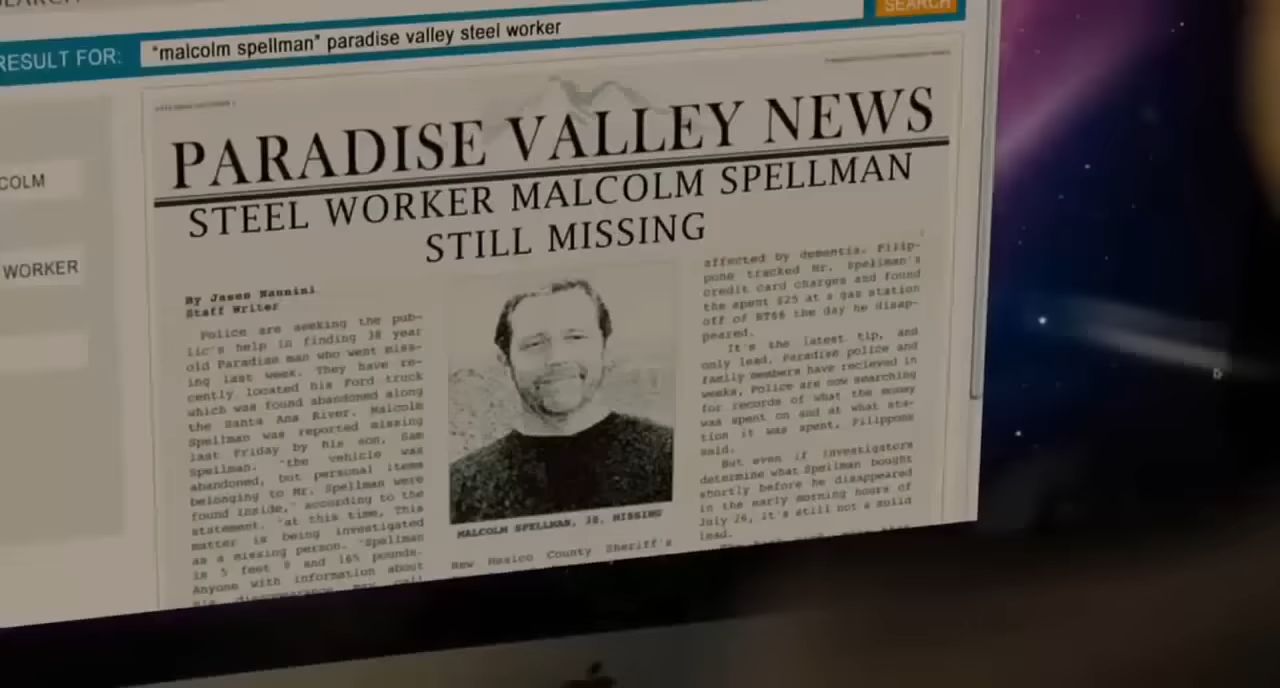 SEARCH
RESULT FOR:
"malcolm spellman" paradise valley steel worker
COLM
WORKER
PARADISE VALLEY NEWS
STEEL WORKER MALCOLM SPELLMAN
STILL MISSING
By Jason Nannini
Staff Writer
Police are seeking the pub-
lic's help in finding 38 year
old Paradise man who went miss-
ing last week. They have re-
cently located his Ford truck
which was found abandoned along
the Santa Ana River. Malcolm
Spellman was reported missing
last Friday by his son, Sam
Spellman. "the vehicle was
abandoned, but personal items
belonging to Mr. Spellman were
found inside," according to the
statement. "at this time, This
matter is being investigated
as a missing person. "Spellman
is 5 feet 9 and 165 pounds.
Anyone with information about
MALCOLM SPELLMAN, 38, MISSING
New Mexico County Sheriff's
affected by dementia. Filip-
pone tracked Mr. Spellman's
credit card charges and found
the spent $25 at a gas station
off of RT66 the day he disap-
peared.
It's the latest tip, and
only lead, Paradise police and
family members have recieved in
weeks, Police are now searching
for records of what the money
was spent on and at what sta-
tion it was spent, Filippone
said.
But even if investigators
determine what Spellman bought
shortly before he disappeared
in the early morning hours of
July 26, it's still not a solid
lead.